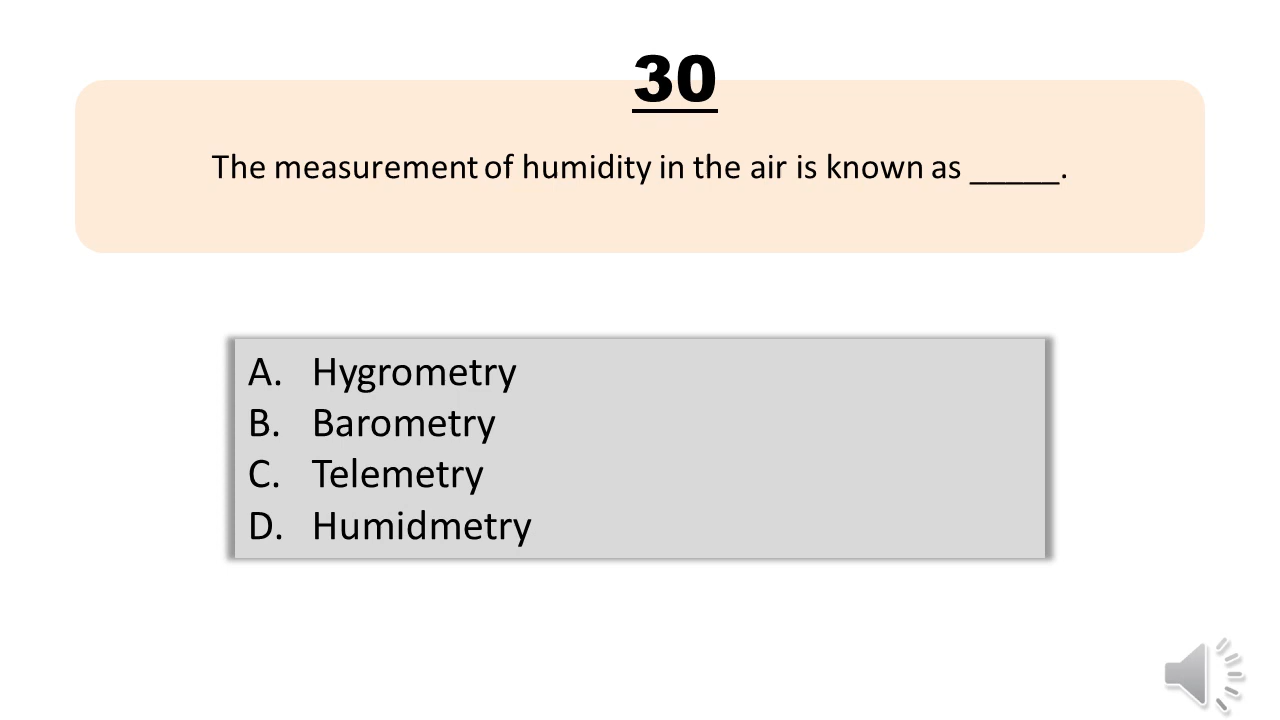 30
The measurement of humidity in the air is known as _____.
A. Hygrometry
B. Barometry
C. Telemetry
D. Humidmetry